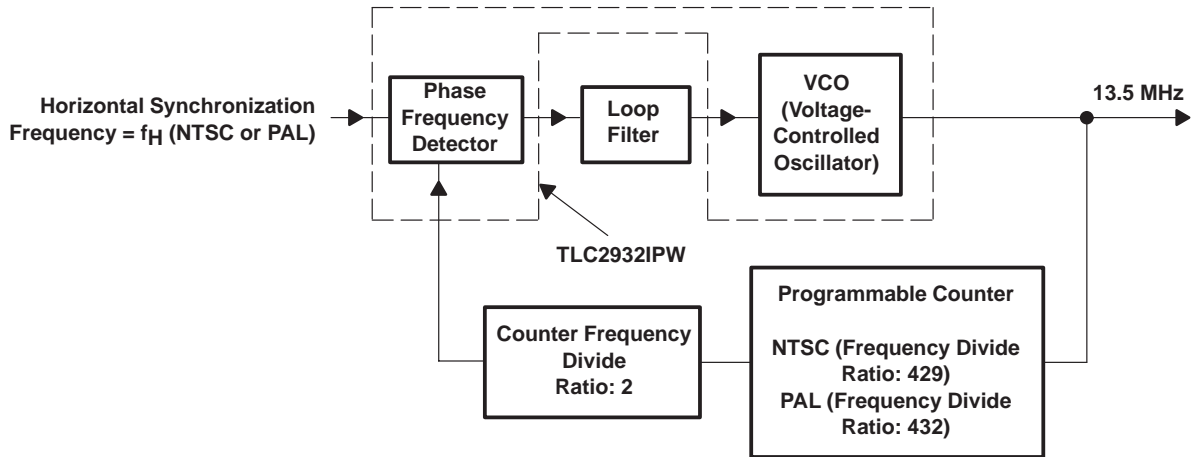 Horizontal Synchronization
Frequency = fH (NTSC or PAL)
Phase
Frequency
Detector
Loop
Filter
VCO
(Voltage-
Controlled
Oscillator)
13.5 MHz
TLC2932IPW
Counter Frequency
Divide
Ratio: 2
Programmable Counter
NTSC (Frequency Divide
Ratio: 429)
PAL (Frequency Divide
Ratio: 432)